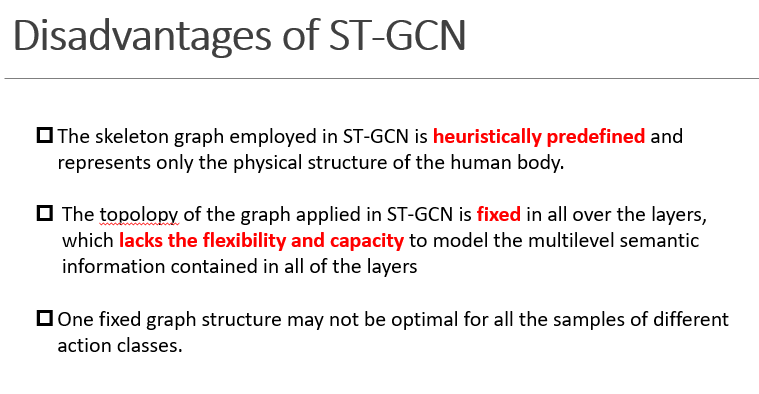 Disadvantages of ST-GCN
The skeleton graph employed in ST-GCN is heuristically predefined and
represents only the physical structure of the human body.
The topolopy of the graph applied in ST-GCN is fixed in all over the layers,
which lacks the flexibility and capacity to model the multilevel semantic
information contained in all of the layers
One fixed graph structure may not be optimal for all the samples of different
action classes.